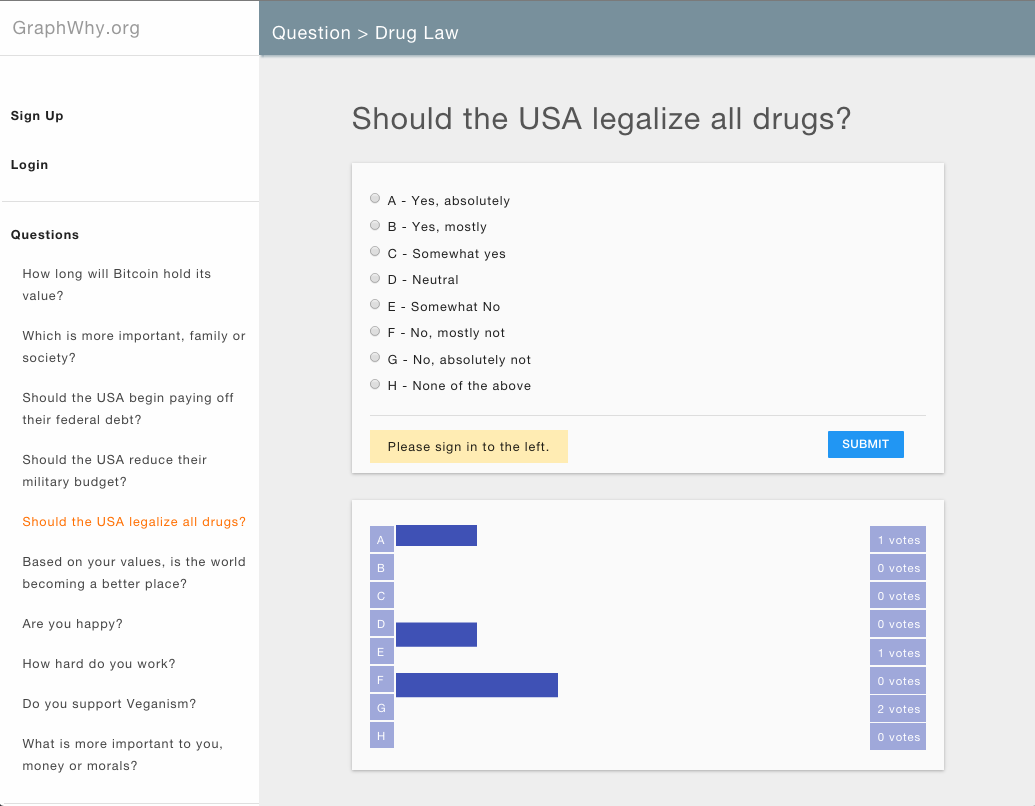 GraphWhy.org
Question > Drug Law
Sign Up
Login
Questions
How long will Bitcoin hold its
value?
Which is more important, family or
society?
Should the USA begin paying off
their federal debt?
Should the USA reduce their
military budget?
Should the USA legalize all drugs?
Based on your values, is the world
becoming a better place?
Are you happy?
How hard do you work?
Do you support Veganism?
What is more important to you,
money or morals?
Should the USA legalize all drugs?
A - Yes, absolutely
B - Yes, mostly
C - Somewhat yes
D - Neutral
E - Somewhat No
F - No, mostly not
G - No, absolutely not
H - None of the above
Please sign in to the left.
SUBMIT
A 1 votes
B 0 votes
C 0 votes
D 0 votes
E 1 votes
F 0 votes
G 2 votes
H 0 votes